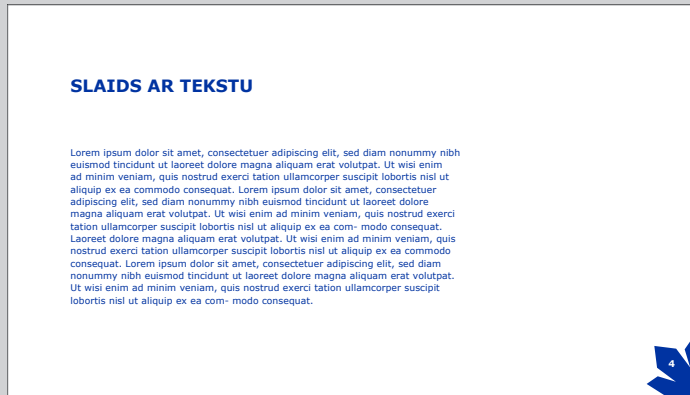 SLAIDS AR TEKSTU
Lorem ipsum dolor sit amet, consectetuer adipiscing elit, sed diam nonummy nibh
euismod tincidunt ut laoreet dolore magna aliquam erat volutpat. Ut wisi enim
ad minim veniam, quis nostrud exerci tation ullamcorper suscipit lobortis nisl ut
aliquip ex ea commodo consequat. Lorem ipsum dolor sit amet, consectetuer
adipiscing elit, sed diam nonummy nibh euismod tincidunt ut laoreet dolore
magna aliquam erat volutpat. Ut wisi enim ad minim veniam, quis nostrud exerci
tation ullamcorper suscipit lobortis nisl ut aliquip ex ea com- modo consequat.
Laoreet dolore magna aliquam erat volutpat. Ut wisi enim ad minim veniam, quis
nostrud exerci tation ullamcorper suscipit lobortis nisl ut aliquip ex ea commodo
consequat. Lorem ipsum dolor sit amet, consectetuer adipiscing elit, sed diam
nonummy nibh euismod tincidunt ut laoreet dolore magna aliquam erat volutpat.
Ut wisi enim ad minim veniam, quis nostrud exerci tation ullamcorper suscipit
lobortis nisl ut aliquip ex ea com- modo consequat.
4